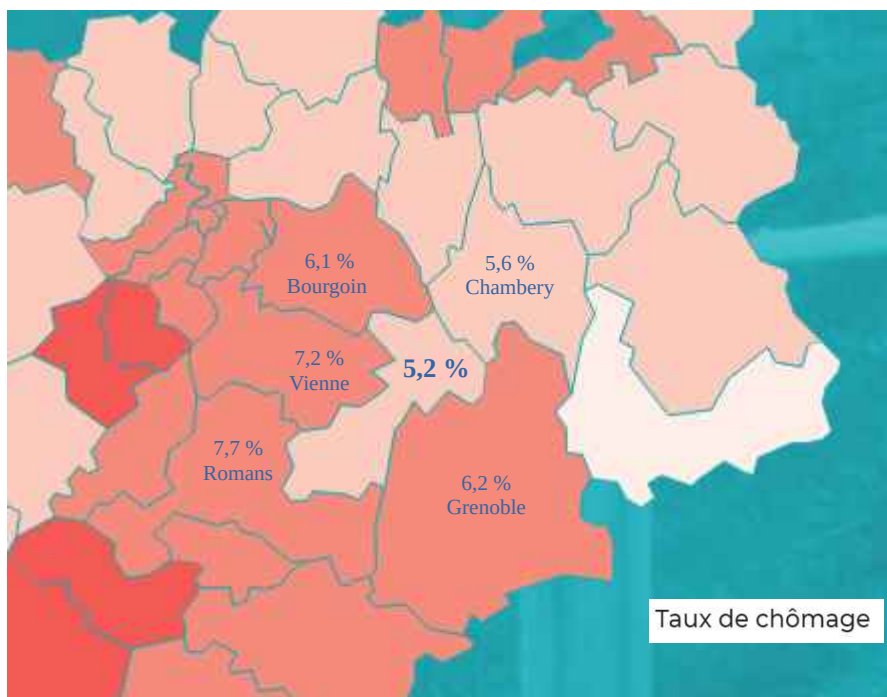 6,1 %
Bourgoin
5,6 %
Chambery
7,2 %
Vienne
5,2 %
7,7 %
Romans
6,2 %
Grenoble
Taux de chômage